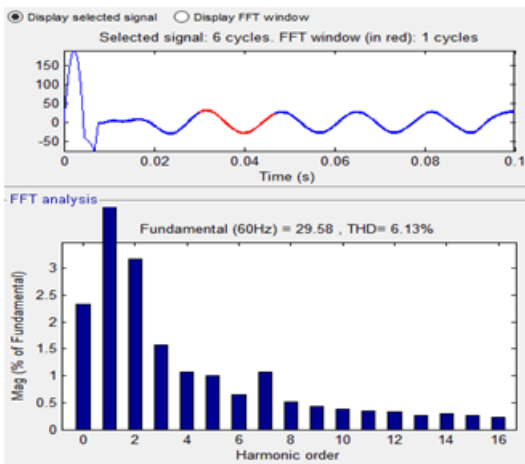 Display selected signal Display FFT window
Selected signal: 6 cycles. FFT window (in red): 1 cycles
150
100
50
0
-50
0 0.02 0.04 0.06 0.08 0.1
Time (s)
FFT analysis
Fundamental (60Hz) = 29.58 , THD= 6.13%
Mag (% of Fundamental)
3
2.5
2
1.5
1
0.5
0
0 2 4 6 8 10 12 14 16
Harmonic order